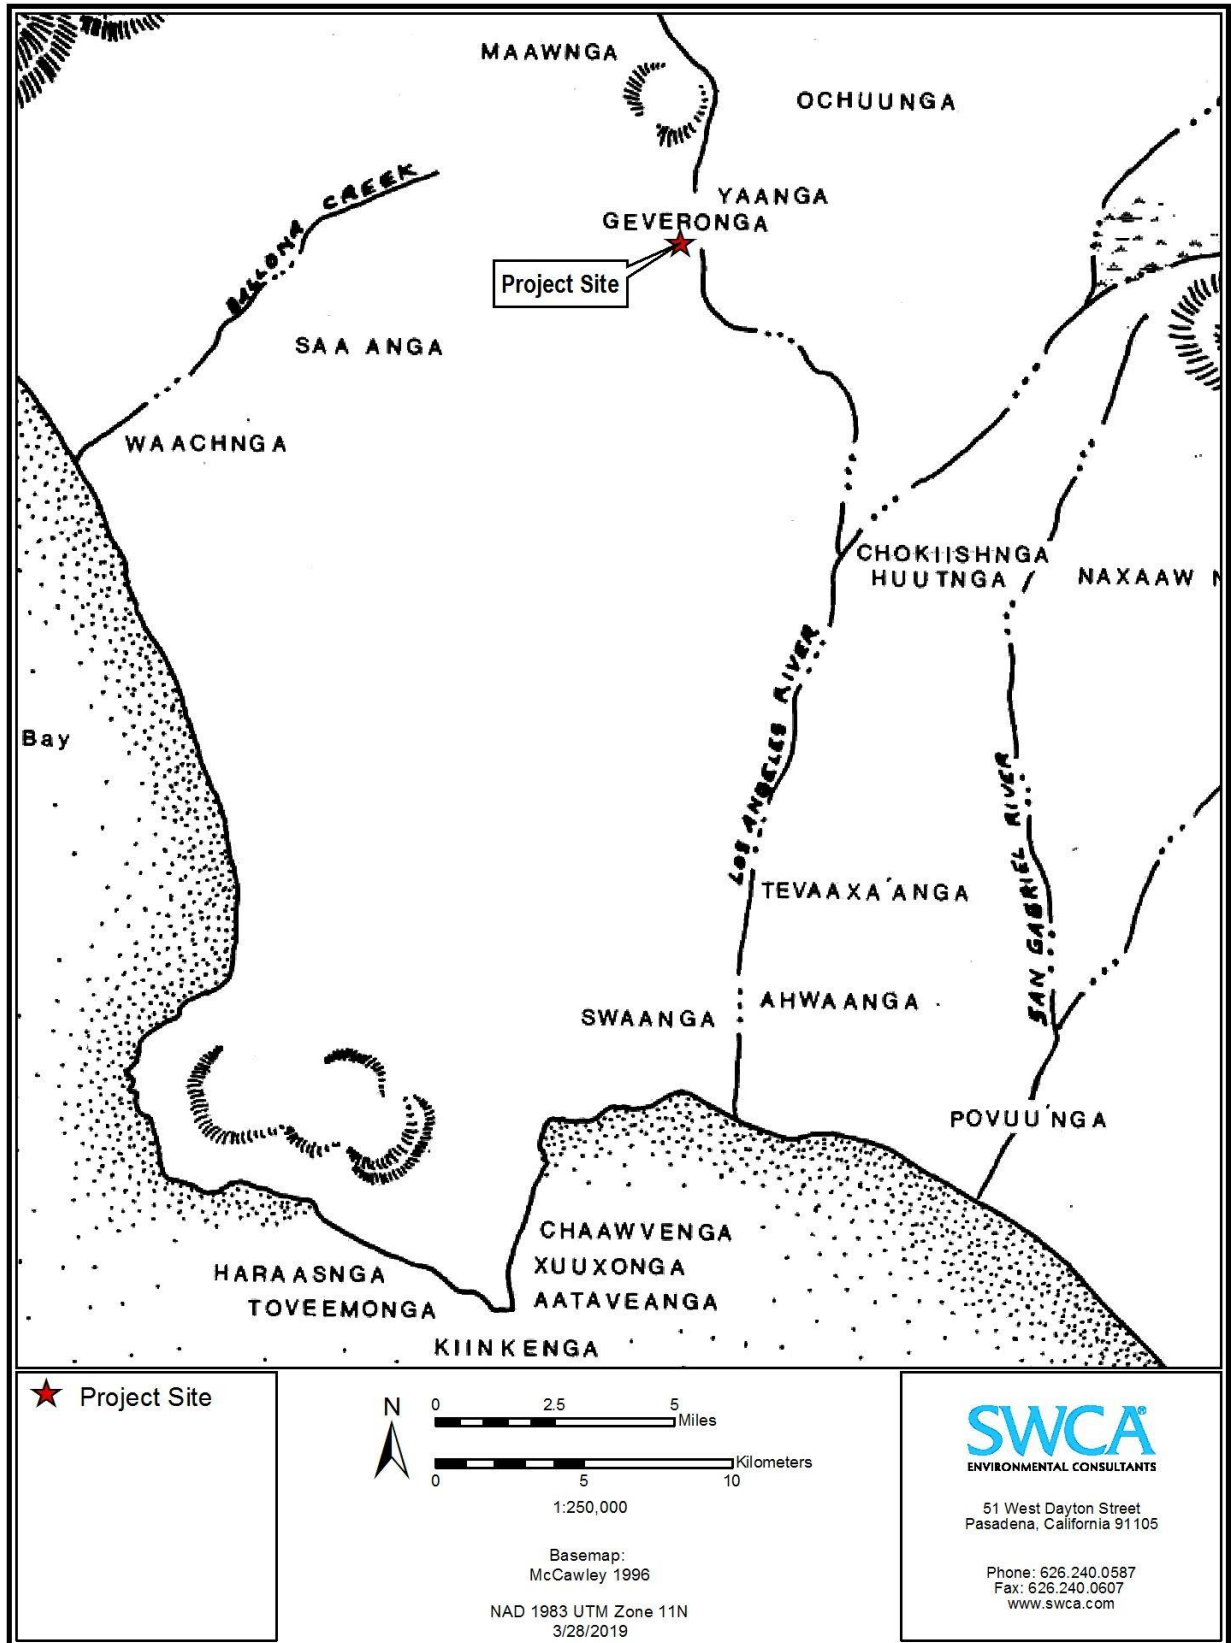 MAAWNGA
OCHUUNGA
BALLONA CREEK
YAANGA
GEVERONGA
Project Site
SAA ANGA
WAACHNGA
CHOKIISHNGA
HUUTNGA
NAXAAW N
LOS ANGELES RIVER
Bay
SAN GABRIEL RIVER
TEVAAXA'ANGA
AHWAANGA
SWAANGA
POVUU'NGA
CHAAWVENGA
XUUXONGA
AATAVEANGA
HARAASNGA
TOVEEMONGA
KIINKENGA
Project Site
N
0 2.5 5
Miles
Kilometers
0 5 10
1:250,000
Basemap:
McCawley 1996
NAD 1983 UTM Zone 11N
3/28/2019
SWCA®
ENVIRONMENTAL CONSULTANTS
51 West Dayton Street
Pasadena, California 91105
Phone: 626.240.0587
Fax: 626.240.0607
www.swca.com